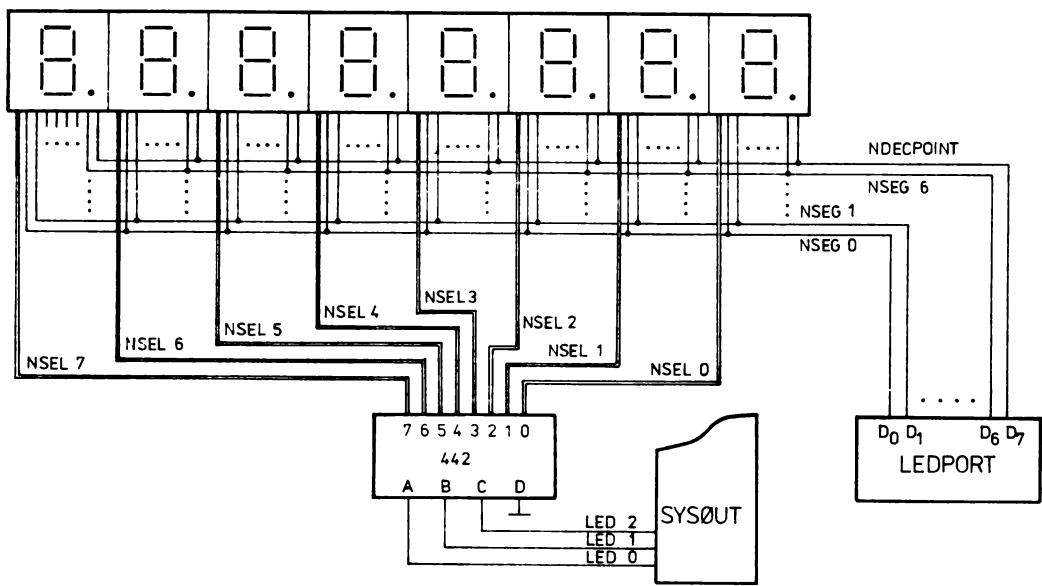 NDECPOINT
NSEG 6
NSEG 1
NSEG 0
NSEL 3
NSEL 4
NSEL 2
NSEL 5
NSEL 6
NSEL 1
NSEL 7
NSEL 0
7 6 5 4 3 2 1 0
442
A B C D
D0 D1 D6 D7
LEDPORT
SYSØUT
LED 2
LED 1
LED 0